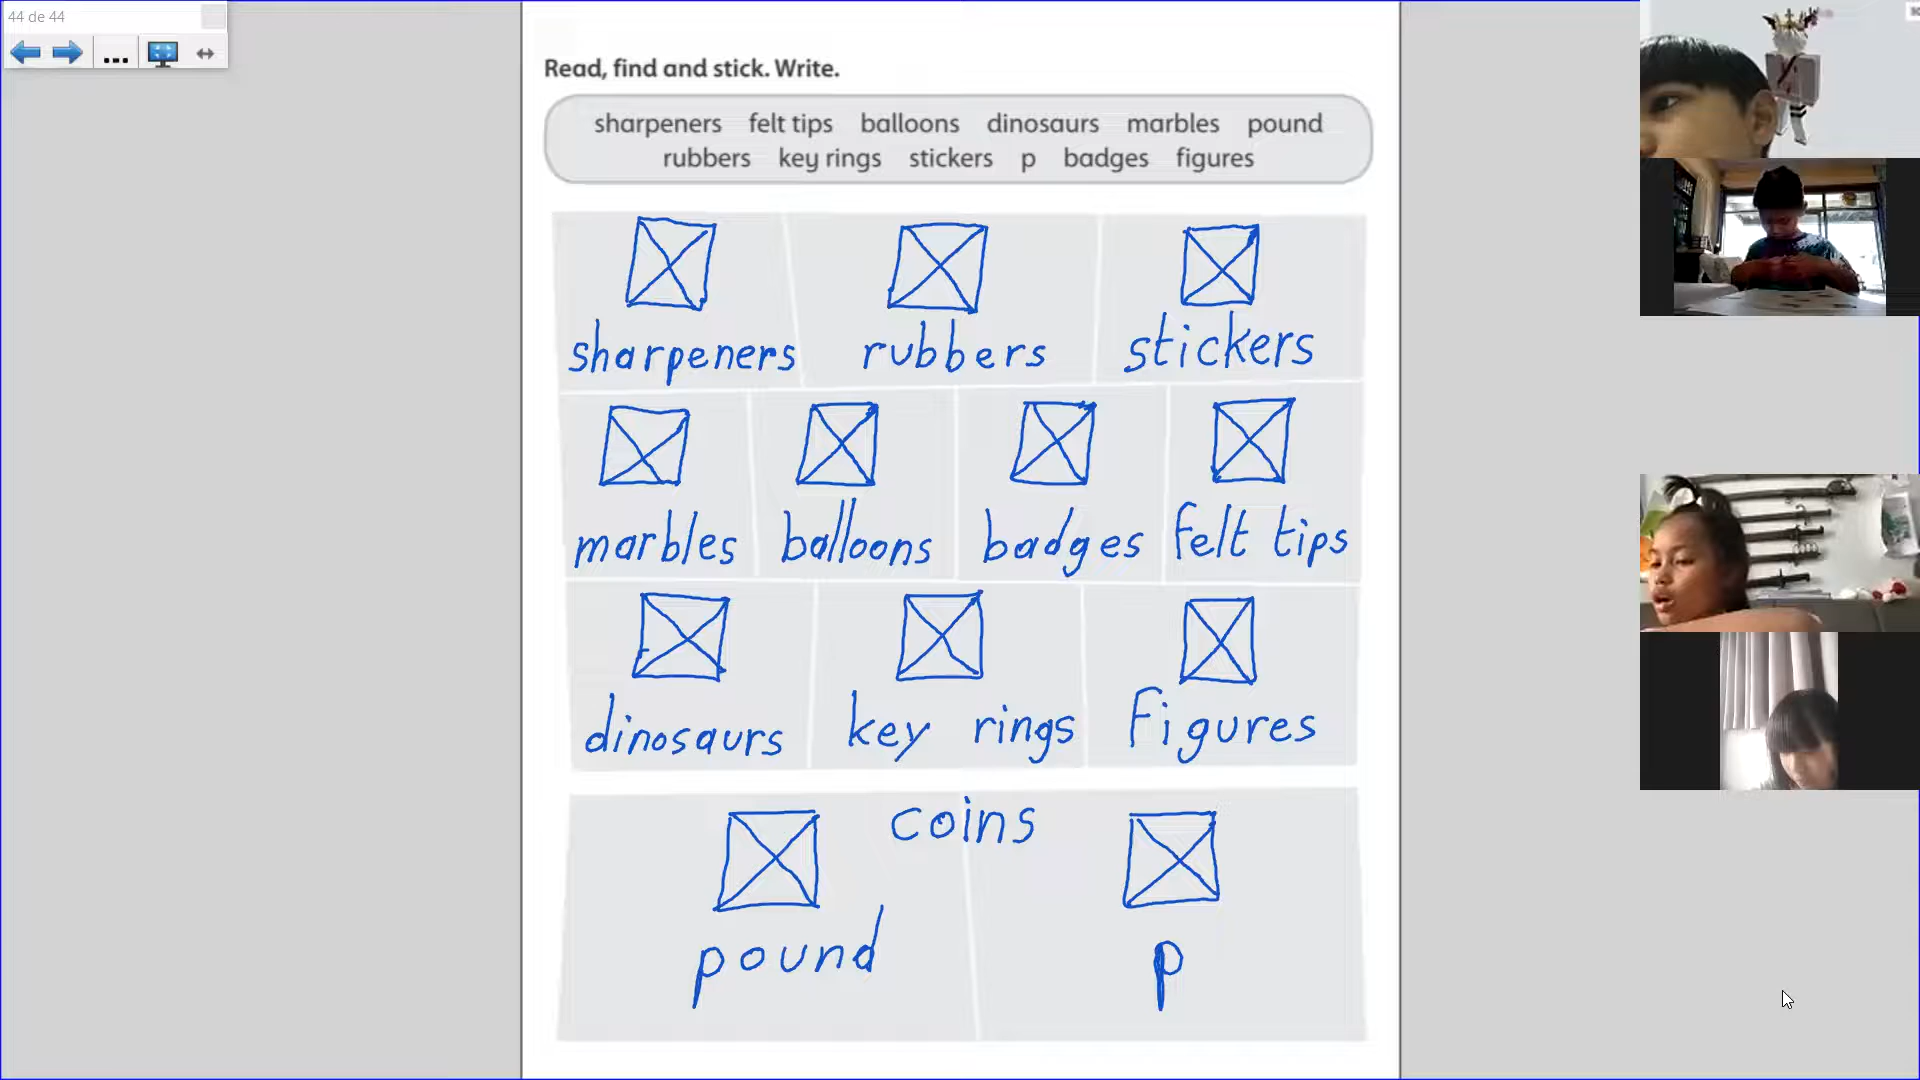 44 de 44
...
Read, find and stick. Write.
sharpeners felt tips balloons dinosaurs marbles pound
rubbers key rings stickers p badges figures
sharpeners rubbers stickers
marbles balloons badges felt tips
dinosaurs key rings figures
coins
pound p